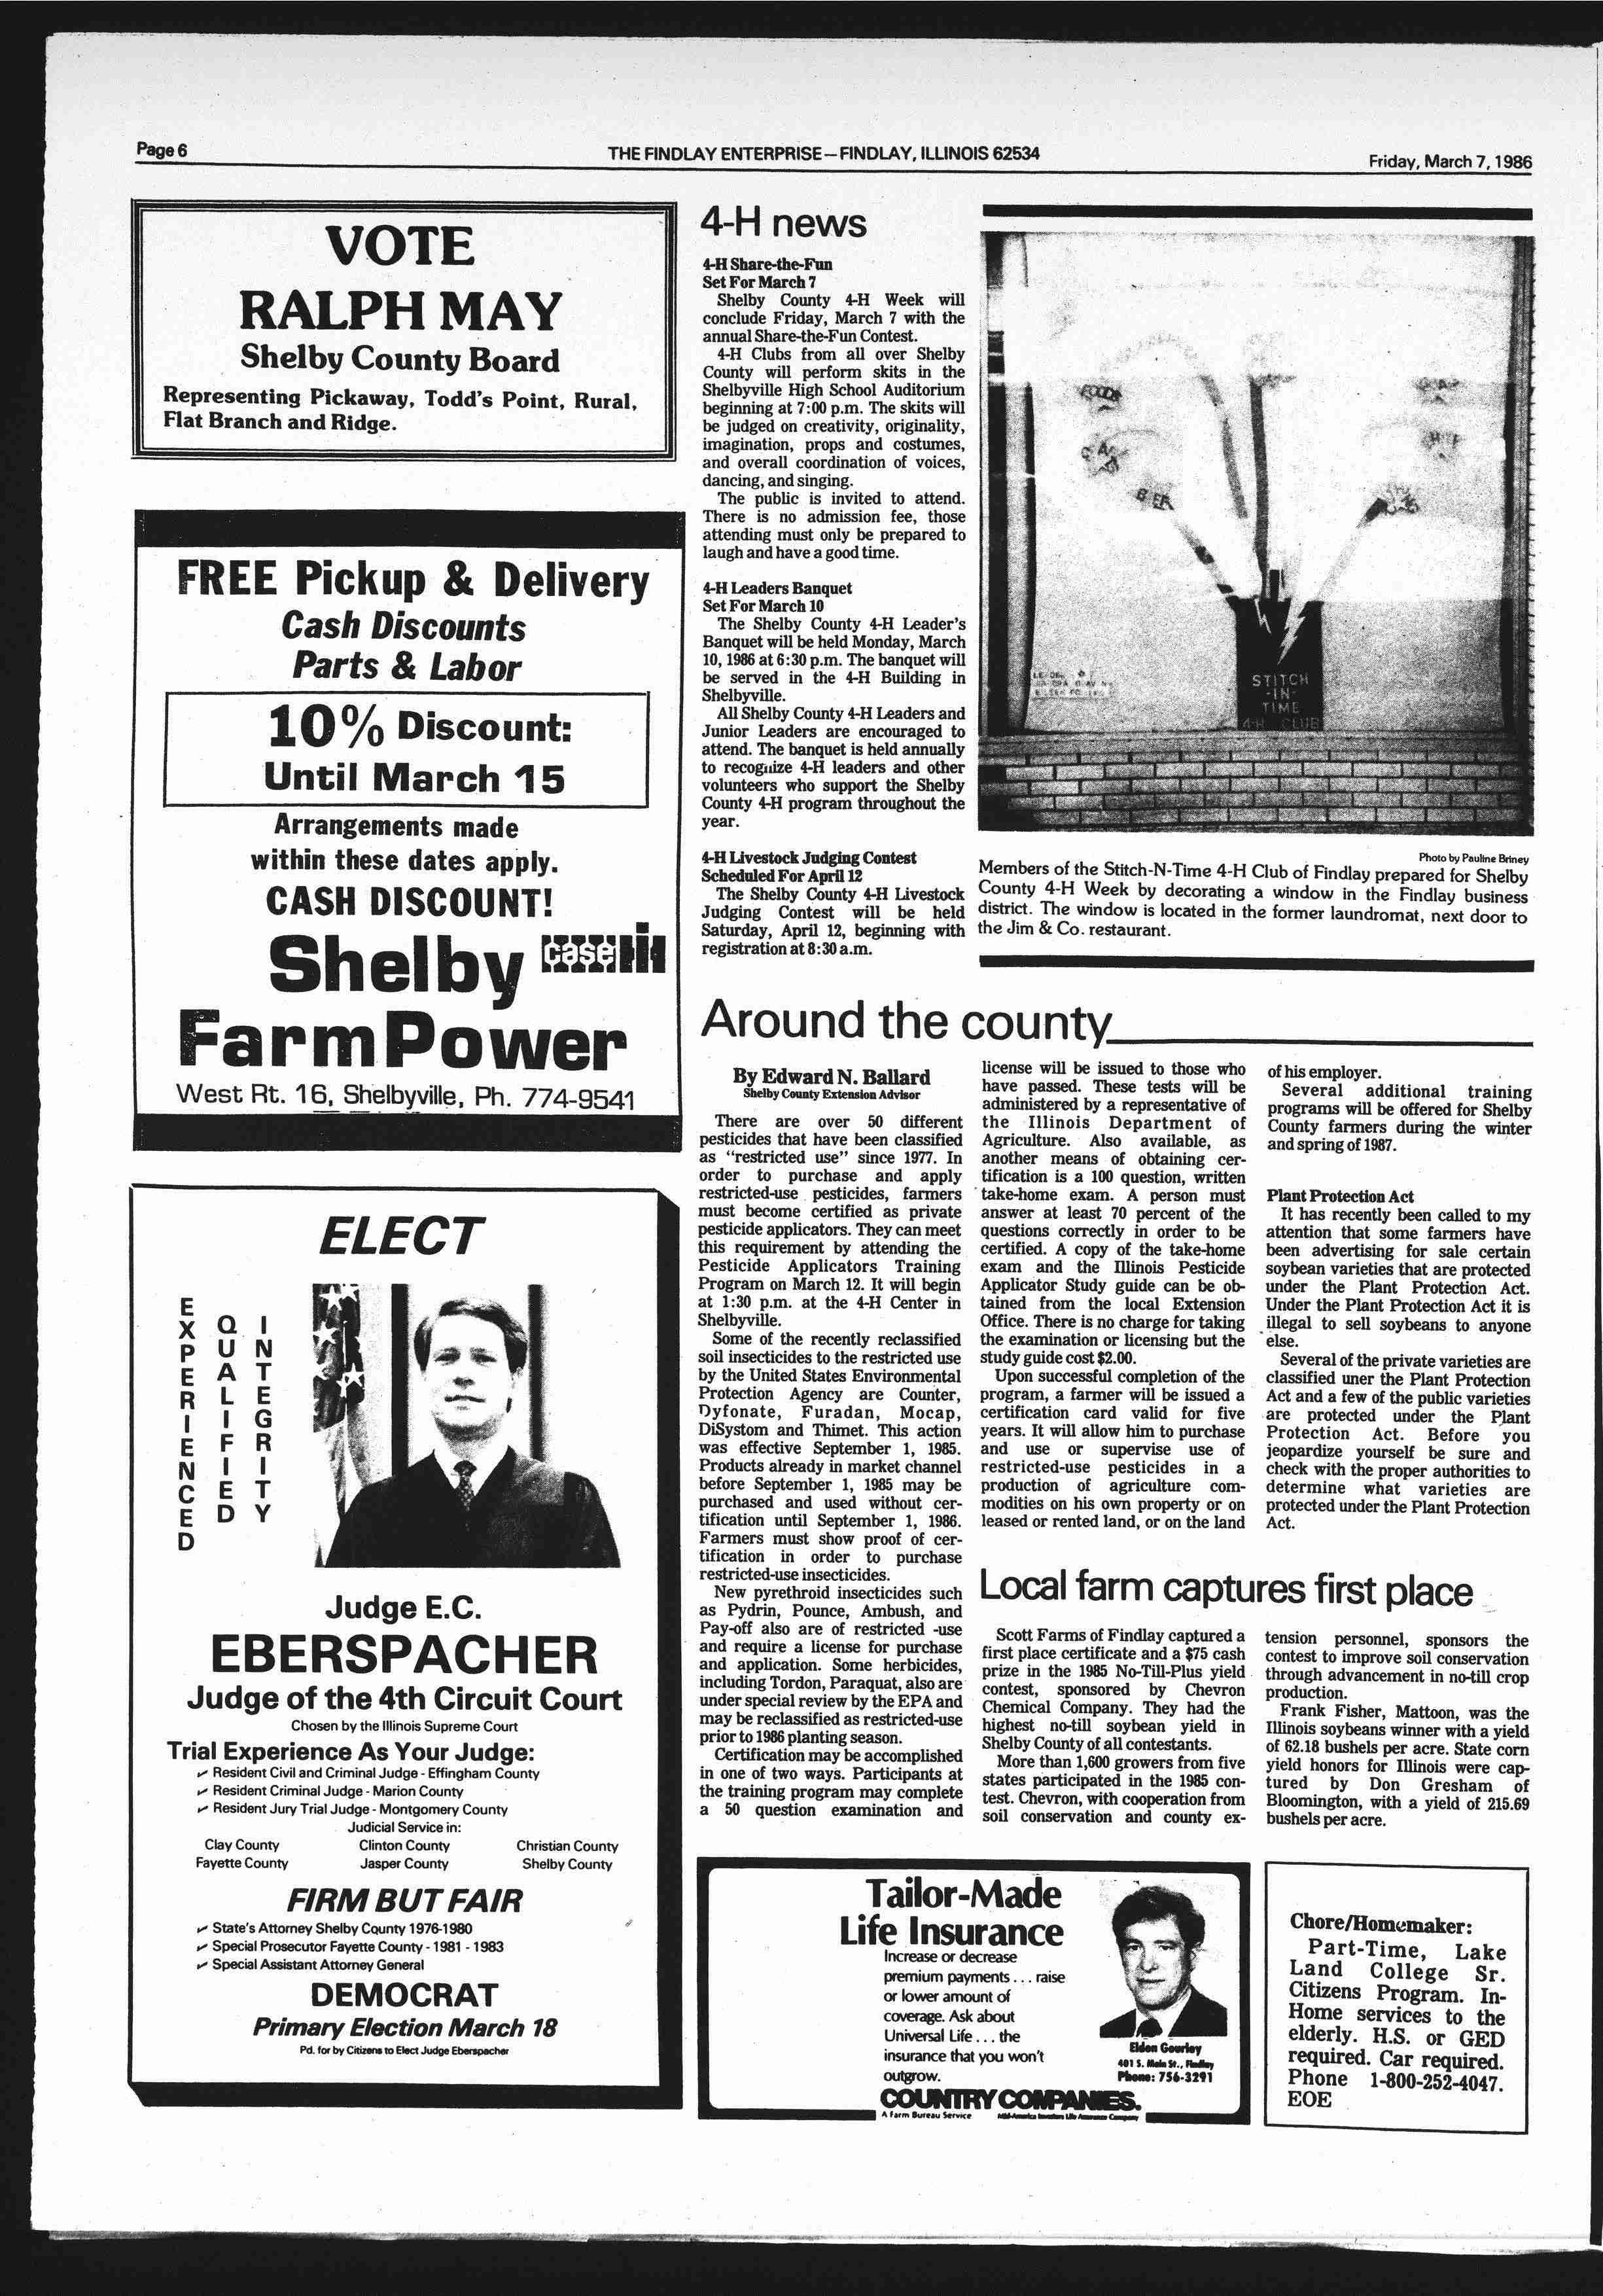 Page 6
THE FINDLAY ENTERPRISE—FINDLAY, ILLINOIS 62534
Friday, March 7, 1986
VOTE
RALPH MAY
Shelby County Board
Representing Pickaway, Todd's Point, Rural,
Flat Branch and Ridge.
FREE Pickup & Delivery
Cash Discounts
Parts & Labor
10% Discount:
Until March 15
Arrangements made
within these dates apply.
CASH DISCOUNT!
Shelby
case IH
FarmPower
West Rt. 16, Shelbyville, Ph. 774-9541
ELECT
EXPERIENCED
QUALIFIED
INTEGRITY
Judge E.C.
EBERSPACHER
Judge of the 4th Circuit Court
Chosen by the Illinois Supreme Court
Trial Experience As Your Judge:
✓ Resident Civil and Criminal Judge - Effingham County
✓ Resident Criminal Judge - Marion County
✓ Resident Jury Trial Judge - Montgomery County
Judicial Service in:
Clay County Clinton County Christian County
Fayette County Jasper County Shelby County
FIRM BUT FAIR
✓ State's Attorney Shelby County 1976-1980
✓ Special Prosecutor Fayette County - 1981 - 1983
✓ Special Assistant Attorney General
DEMOCRAT
Primary Election March 18
Pd. for by Citizens to Elect Judge Eberspacher
4-H news
4-H Share-the-Fun
Set For March 7
Shelby County 4-H Week will
conclude Friday, March 7 with the
annual Share-the-Fun Contest.
4-H Clubs from all over Shelby
County will perform skits in the
Shelbyville High School Auditorium
beginning at 7:00 p.m. The skits will
be judged on creativity, originality,
imagination, props and costumes,
and overall coordination of voices,
dancing, and singing.
The public is invited to attend.
There is no admission fee, those
attending must only be prepared to
laugh and have a good time.
4-H Leaders Banquet
Set For March 10
The Shelby County 4-H Leader's
Banquet will be held Monday, March
10, 1986 at 6:30 p.m. The banquet will
be served in the 4-H Building in
Shelbyville.
All Shelby County 4-H Leaders and
Junior Leaders are encouraged to
attend. The banquet is held annually
to recognize 4-H leaders and other
volunteers who support the Shelby
County 4-H program throughout the
year.
4-H Livestock Judging Contest
Scheduled For April 12
The Shelby County 4-H Livestock
Judging Contest will be held
Saturday, April 12, beginning with
registration at 8:30 a.m.
FOODS
STITCH
-IN-
TIME
4-H CLUB
Photo by Pauline Briney
Members of the Stitch-N-Time 4-H Club of Findlay prepared for Shelby
County 4-H Week by decorating a window in the Findlay business
district. The window is located in the former laundromat, next door to
the Jim & Co. restaurant.
Around the county
By Edward N. Ballard
Shelby County Extension Advisor
There are over 50 different
pesticides that have been classified
as "restricted use" since 1977. In
order to purchase and apply
restricted-use pesticides, farmers
must become certified as private
pesticide applicators. They can meet
this requirement by attending the
Pesticide Applicators Training
Program on March 12. It will begin
at 1:30 p.m. at the 4-H Center in
Shelbyville.
Some of the recently reclassified
soil insecticides to the restricted use
by the United States Environmental
Protection Agency are Counter,
Dyfonate, Furadan, Mocap,
DiSystom and Thimet. This action
was effective September 1, 1985.
Products already in market channel
before September 1, 1985 may be
purchased and used without cer-
tification until September 1, 1986.
Farmers must show proof of cer-
tification in order to purchase
restricted-use insecticides.
New pyrethroid insecticides such
as Pydrin, Pounce, Ambush, and
Pay-off also are of restricted -use
and require a license for purchase
and application. Some herbicides,
including Tordon, Paraquat, also are
under special review by the EPA and
may be reclassified as restricted-use
prior to 1986 planting season.
Certification may be accomplished
in one of two ways. Participants at
the training program may complete
a 50 question examination and
license will be issued to those who
have passed. These tests will be
administered by a representative of
the Illinois Department of
Agriculture. Also available, as
another means of obtaining cer-
tification is a 100 question, written
take-home exam. A person must
answer at least 70 percent of the
questions correctly in order to be
certified. A copy of the take-home
exam and the Illinois Pesticide
Applicator Study guide can be ob-
tained from the local Extension
Office. There is no charge for taking
the examination or licensing but the
study guide cost $2.00.
Upon successful completion of the
program, a farmer will be issued a
certification card valid for five
years. It will allow him to purchase
and use or supervise use of
restricted-use pesticides in a
production of agriculture com-
modities on his own property or on
leased or rented land, or on the land
of his employer.
Several additional training
programs will be offered for Shelby
County farmers during the winter
and spring of 1987.
Plant Protection Act
It has recently been called to my
attention that some farmers have
been advertising for sale certain
soybean varieties that are protected
under the Plant Protection Act.
Under the Plant Protection Act it is
illegal to sell soybeans to anyone
else.
Several of the private varieties are
classified uner the Plant Protection
Act and a few of the public varieties
are protected under the Plant
Protection Act. Before you
jeopardize yourself be sure and
check with the proper authorities to
determine what varieties are
protected under the Plant Protection
Act.
Local farm captures first place
Scott Farms of Findlay captured a
first place certificate and a $75 cash
prize in the 1985 No-Till-Plus yield
contest, sponsored by Chevron
Chemical Company. They had the
highest no-till soybean yield in
Shelby County of all contestants.
More than 1,600 growers from five
states participated in the 1985 con-
test. Chevron, with cooperation from
soil conservation and county ex-
tension personnel, sponsors the
contest to improve soil conservation
through advancement in no-till crop
production.
Frank Fisher, Mattoon, was the
Illinois soybeans winner with a yield
of 62.18 bushels per acre. State corn
yield honors for Illinois were cap-
tured by Don Gresham of
Bloomington, with a yield of 215.69
bushels per acre.
Tailor-Made
Life Insurance
Increase or decrease
premium payments . . . raise
or lower amount of
coverage. Ask about
Universal Life . . . the
insurance that you won't
outgrow.
Eldon Gourley
401 S. Main St., Findlay
Phone: 756-3291
COUNTRY COMPANIES.
A Farm Bureau Service Mid-America Investors Life Assurance Company
Chore/Homemaker:
Part-Time, Lake
Land College Sr.
Citizens Program. In-
Home services to the
elderly. H.S. or GED
required. Car required.
Phone 1-800-252-4047.
EOE